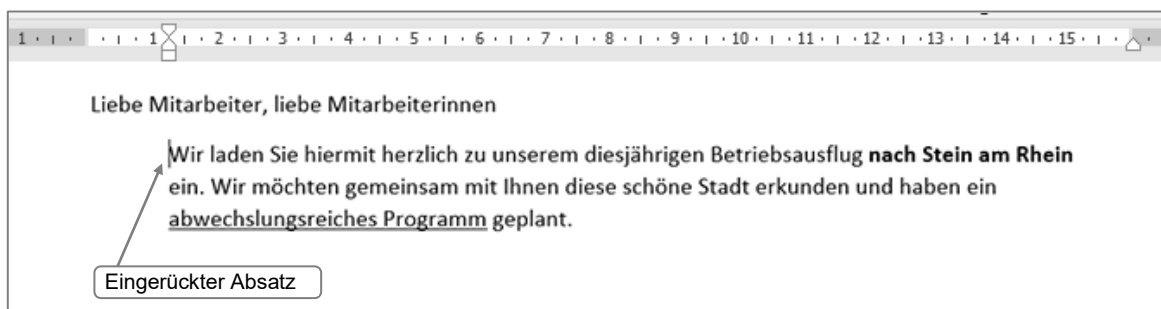 1 1 2 3 4 5 6 7 8 9 10 11 12 13 14 15
Liebe Mitarbeiter, liebe Mitarbeiterinnen
Wir laden Sie hiermit herzlich zu unserem diesjährigen Betriebsausflug nach Stein am Rhein
ein. Wir möchten gemeinsam mit Ihnen diese schöne Stadt erkunden und haben ein
abwechslungsreiches Programm geplant.
Eingerückter Absatz